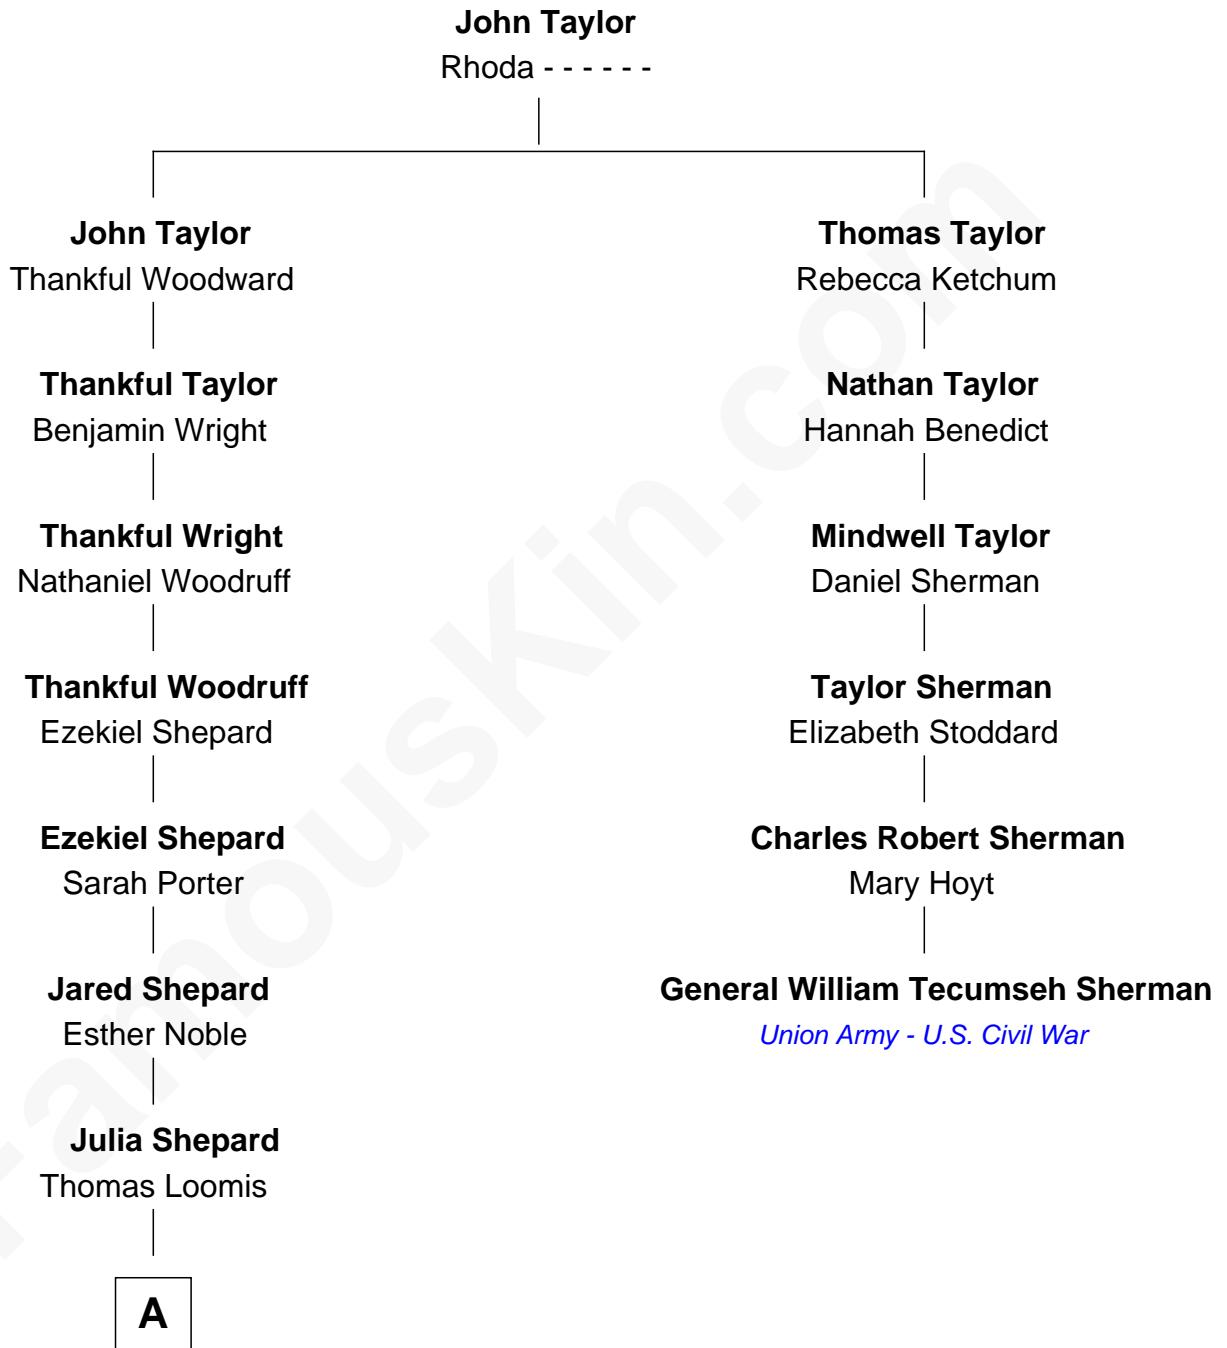 John Taylor
Rhoda - - - - - -
John Taylor
Thankful Woodward
Thomas Taylor
Rebecca Ketchum
Thankful Taylor
Benjamin Wright
Nathan Taylor
Hannah Benedict
Thankful Wright
Nathaniel Woodruff
Mindwell Taylor
Daniel Sherman
Thankful Woodruff
Ezekiel Shepard
Taylor Sherman
Elizabeth Stoddard
Ezekiel Shepard
Sarah Porter
Charles Robert Sherman
Mary Hoyt
Jared Shepard
Esther Noble
General William Tecumseh Sherman
Union Army - U.S. Civil War
Julia Shepard
Thomas Loomis
A
FamousKin.com